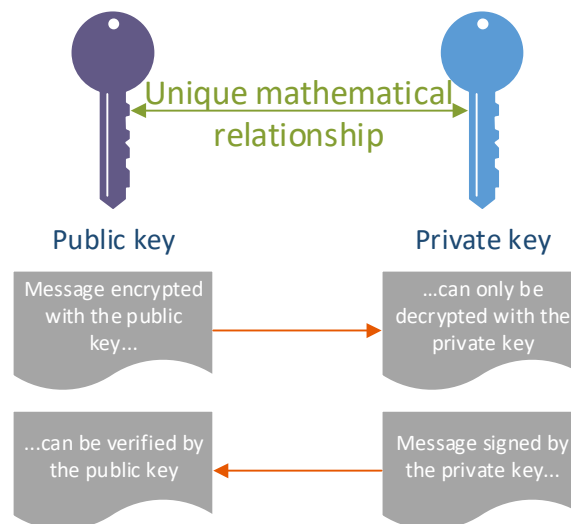 Unique mathematical
relationship
Public key
Private key
Message encrypted
with the public
key...
…can only be
decrypted with the
private key
...can be verified by
the public key
Message signed by
the private key...